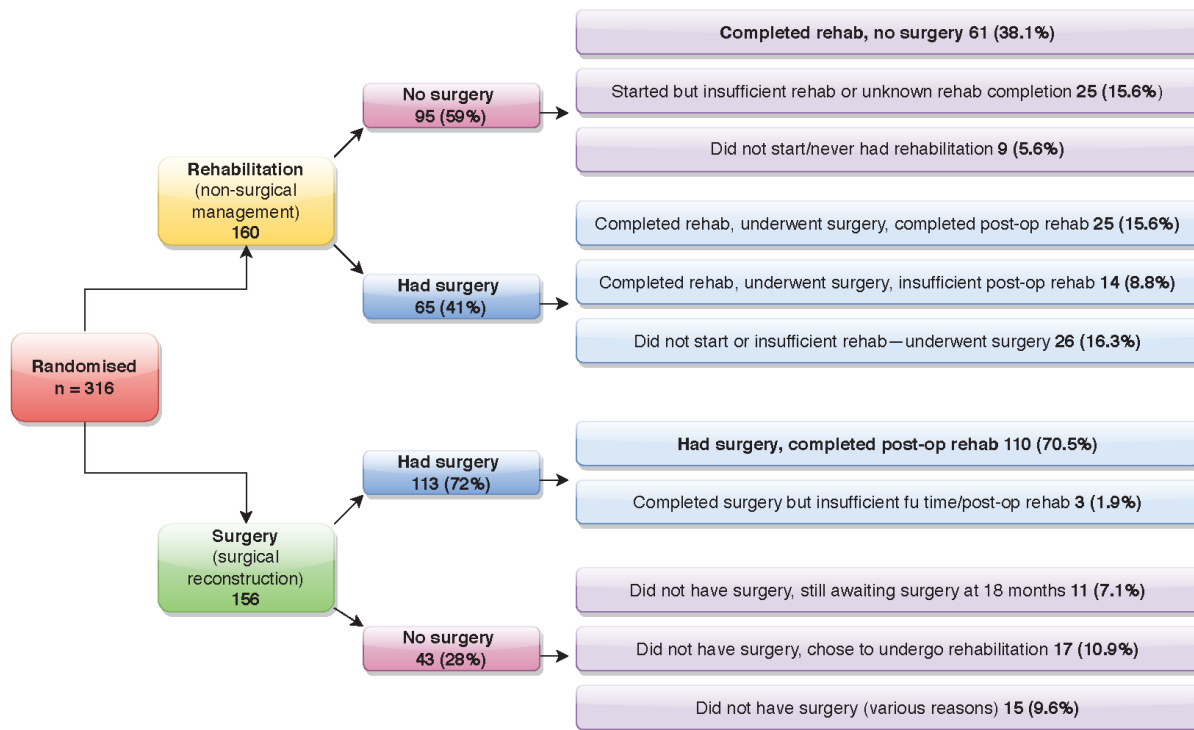 Randomised
n = 316
Rehabilitation
(non-surgical
management)
160
No surgery
95 (59%)
Completed rehab, no surgery 61 (38.1%)
Started but insufficient rehab or unknown rehab completion 25 (15.6%)
Did not start/never had rehabilitation 9 (5.6%)
Had surgery
65 (41%)
Completed rehab, underwent surgery, completed post-op rehab 25 (15.6%)
Completed rehab, underwent surgery, insufficient post-op rehab 14 (8.8%)
Did not start or insufficient rehab—underwent surgery 26 (16.3%)
Surgery
(surgical
reconstruction)
156
Had surgery
113 (72%)
Had surgery, completed post-op rehab 110 (70.5%)
Completed surgery but insufficient fu time/post-op rehab 3 (1.9%)
No surgery
43 (28%)
Did not have surgery, still awaiting surgery at 18 months 11 (7.1%)
Did not have surgery, chose to undergo rehabilitation 17 (10.9%)
Did not have surgery (various reasons) 15 (9.6%)